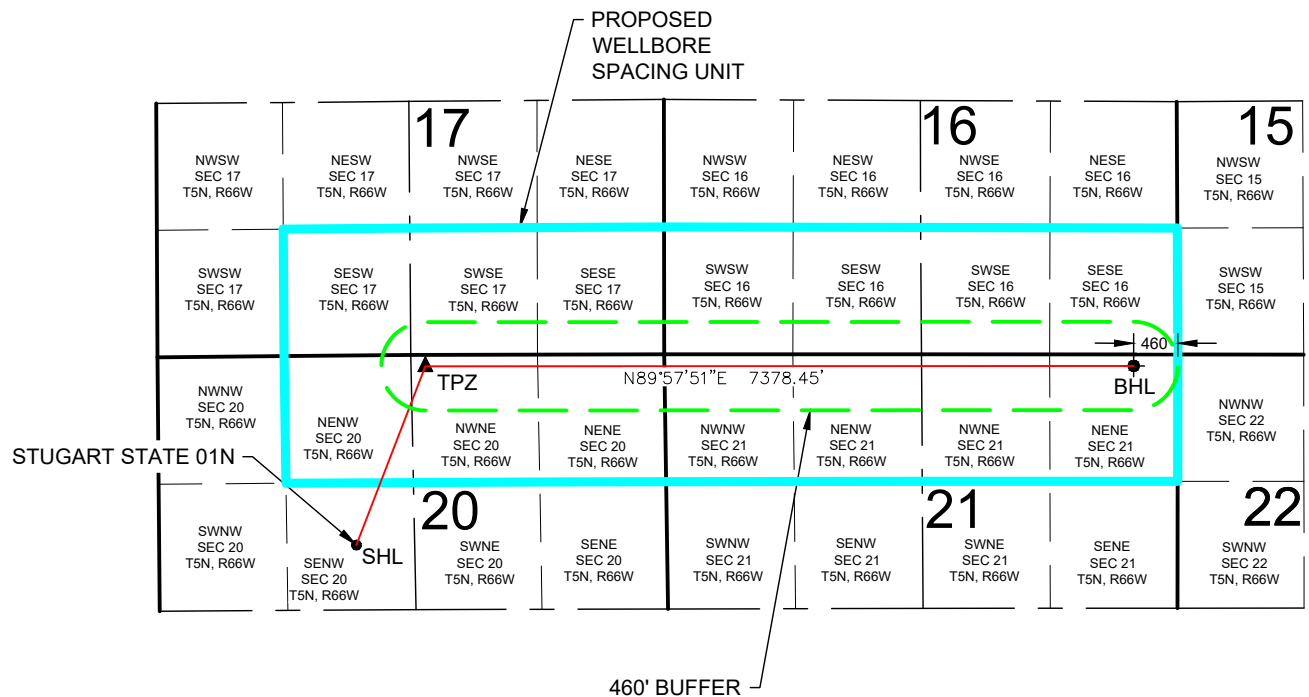 PROPOSED
WELLBORE
SPACING UNIT
17
16
15
NWSW
SEC 17
T5N, R66W
NESW
SEC 17
T5N, R66W
NWSE
SEC 17
T5N, R66W
NESE
SEC 17
T5N, R66W
NWSW
SEC 16
T5N, R66W
NESW
SEC 16
T5N, R66W
NWSE
SEC 16
T5N, R66W
NESE
SEC 16
T5N, R66W
NWSW
SEC 15
T5N, R66W
SWSW
SEC 17
T5N, R66W
SESW
SEC 17
T5N, R66W
SWSE
SEC 17
T5N, R66W
SESE
SEC 17
T5N, R66W
SWSW
SEC 16
T5N, R66W
SESW
SEC 16
T5N, R66W
SWSE
SEC 16
T5N, R66W
SESE
SEC 16
T5N, R66W
SWSW
SEC 15
T5N, R66W
460
TPZ
N89°57'51"E 7378.45'
BHL
NWNW
SEC 20
T5N, R66W
NENW
SEC 20
T5N, R66W
NWNE
SEC 20
T5N, R66W
NENE
SEC 20
T5N, R66W
NWNW
SEC 21
T5N, R66W
NENW
SEC 21
T5N, R66W
NWNE
SEC 21
T5N, R66W
NENE
SEC 21
T5N, R66W
NWNW
SEC 22
T5N, R66W
STUGART STATE 01N
20
21
22
SHL
SWNW
SEC 20
T5N, R66W
SENW
SEC 20
T5N, R66W
SWNE
SEC 20
T5N, R66W
SENE
SEC 20
T5N, R66W
SWNW
SEC 21
T5N, R66W
SENW
SEC 21
T5N, R66W
SWNE
SEC 21
T5N, R66W
SENE
SEC 21
T5N, R66W
SWNW
SEC 22
T5N, R66W
460' BUFFER